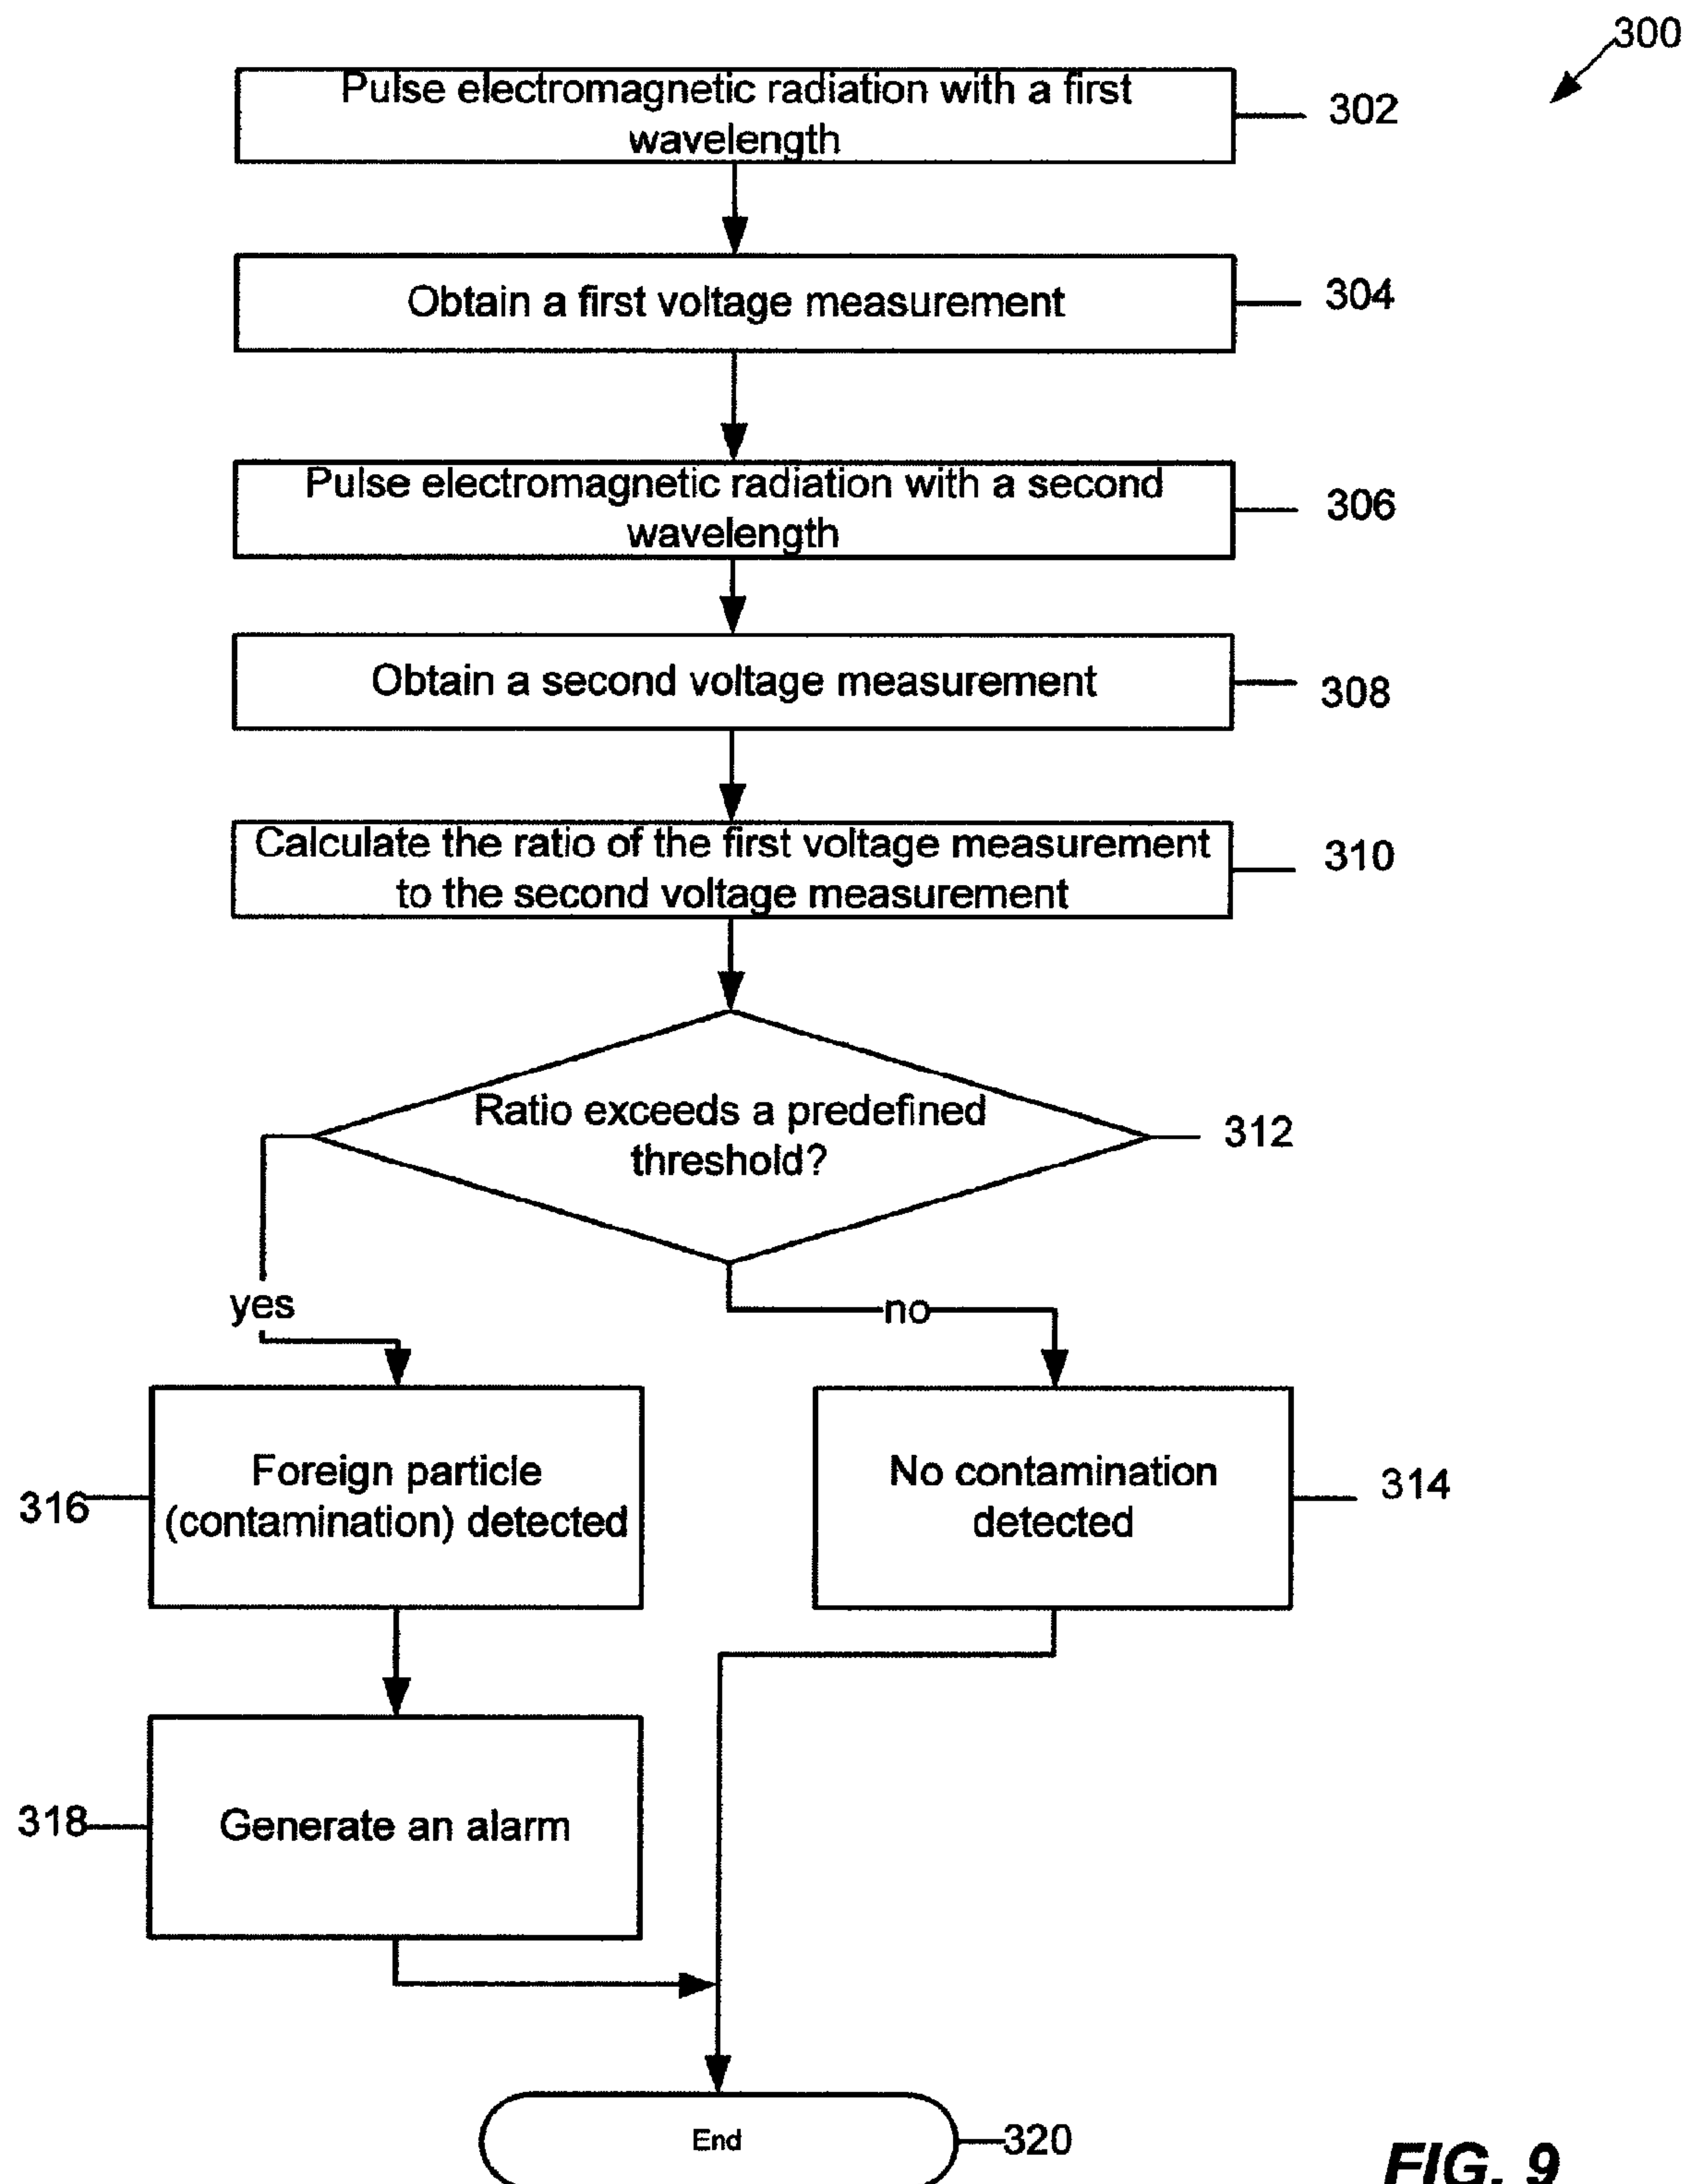 300
Pulse electromagnetic radiation with a first
wavelength
302
Obtain a first voltage measurement
304
Pulse electromagnetic radiation with a second
wavelength
306
Obtain a second voltage measurement
308
Calculate the ratio of the first voltage measurement
to the second voltage measurement
310
Ratio exceeds a predefined
threshold?
312
yes
no
Foreign particle
(contamination) detected
316
No contamination
detected
314
318
Generate an alarm
End
320
FIG. 9